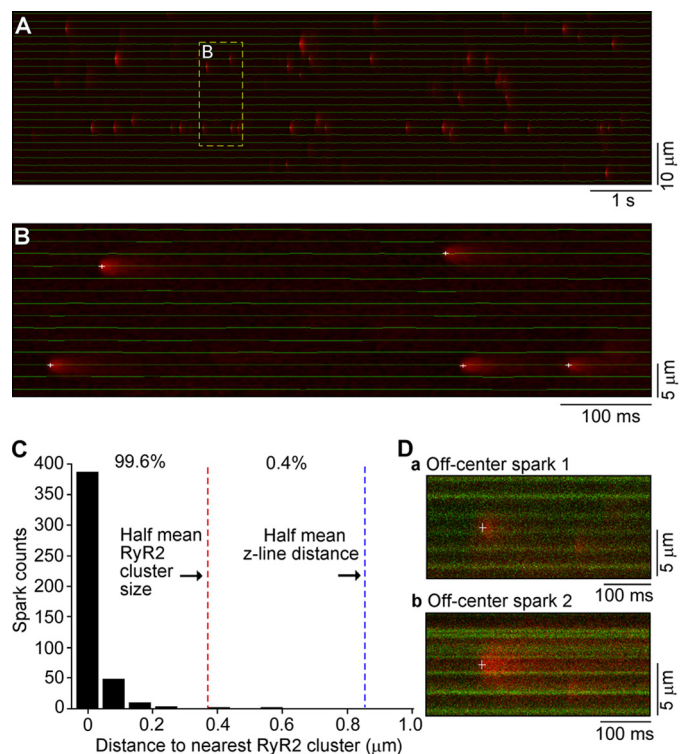 A
B
10 μm
1 s
B
5 μm
100 ms
C
99.6%
0.4%
400
350
300
250
200
150
100
50
0
Spark counts
Half mean
RyR2
cluster
size
Half mean
z-line distance
0
0.2
0.4
0.6
0.8
1.0
Distance to nearest RyR2 cluster (μm)
D
a Off-center spark 1
5 μm
100 ms
b Off-center spark 2
5 μm
100 ms